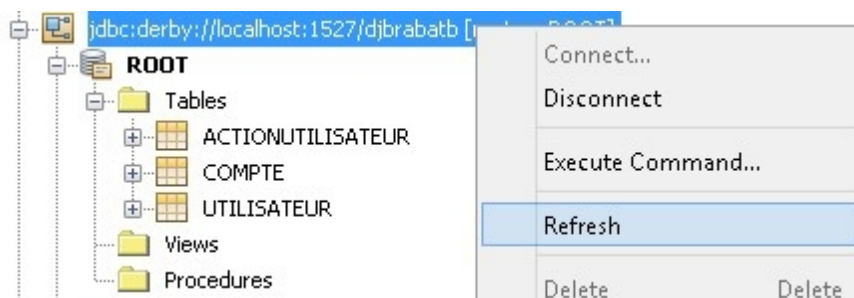 jdbc:derby://localhost:1527/djbrabatb
ROOT
Tables
ACTIONUTILISATEUR
COMPTE
UTILISATEUR
Views
Procedures
Connect...
Disconnect
Execute Command...
Refresh
Delete Delete